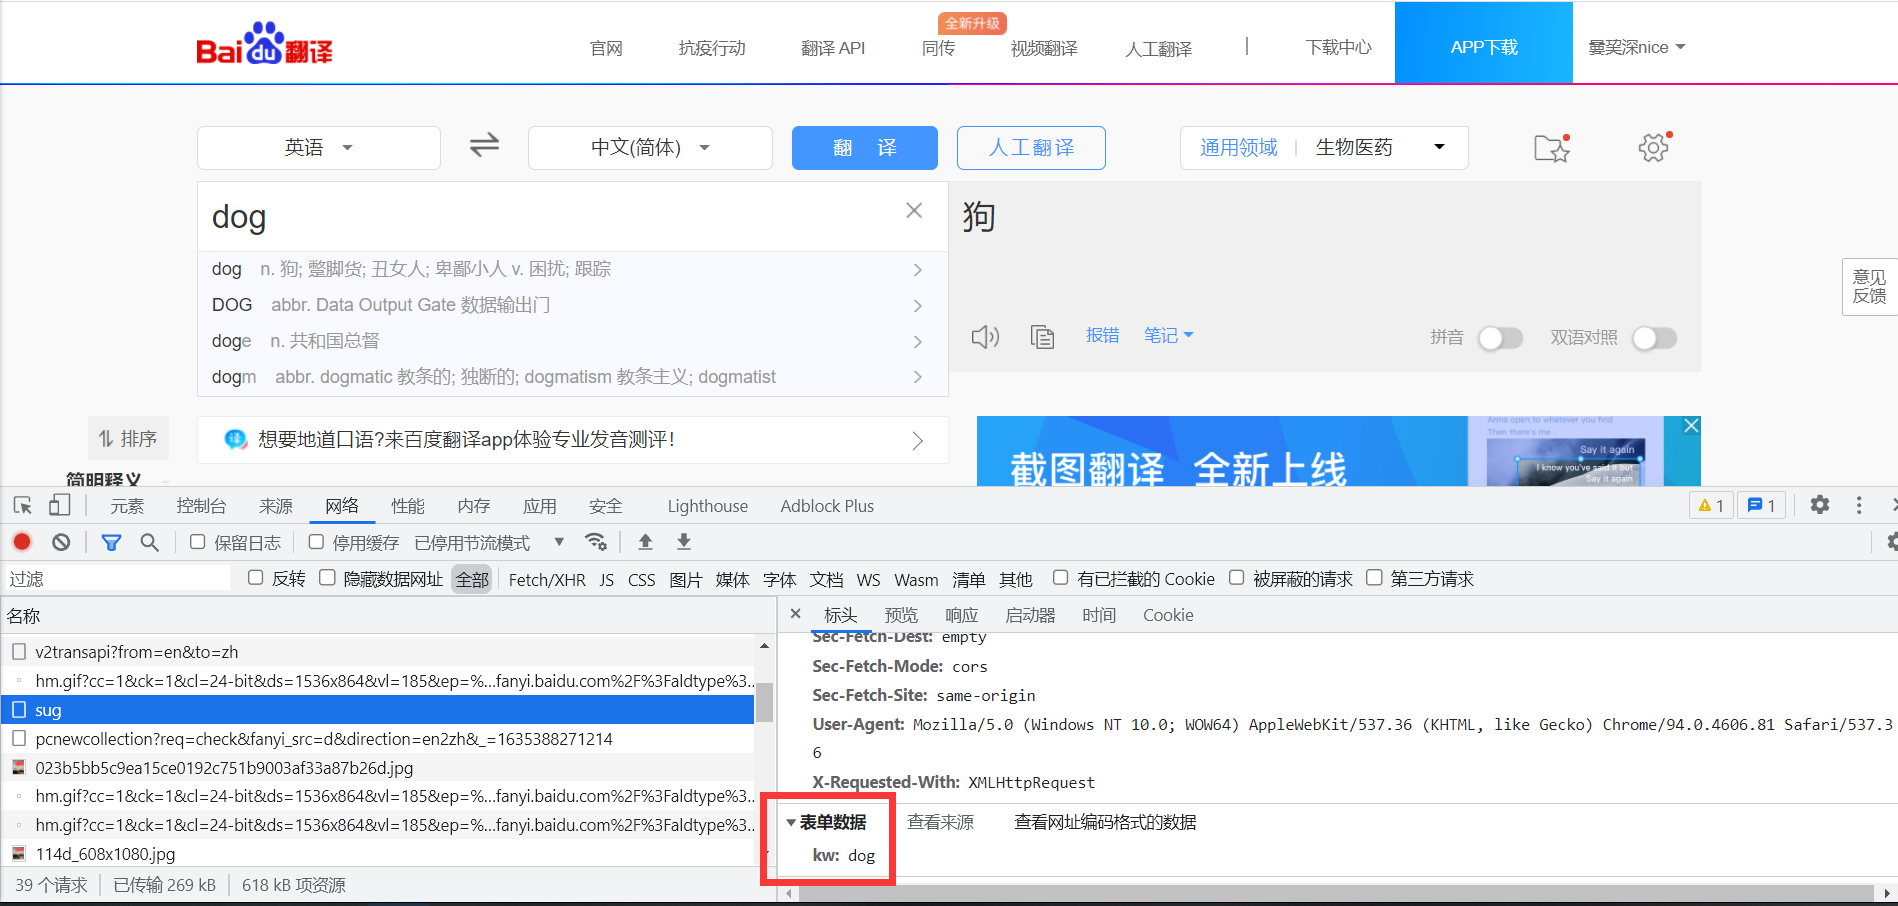 全新升级
Bai du 翻译 官网 抗疫行动 翻译 API 同传 视频翻译 人工翻译 | 下载中心 APP下载 曑巭深nice
英语 中文(简体) 翻 译 人工翻译 通用领域 | 生物医药
dog
狗
dog n. 狗; 蹩脚货; 丑女人; 卑鄙小人 v. 困扰; 跟踪
DOG abbr. Data Output Gate 数据输出门
doge n. 共和国总督
dogm abbr. dogmatic 教条的; 独断的; dogmatism 教条主义; dogmatist
报错 笔记 拼音 双语对照
意见
反馈
排序
译 想要地道口语?来百度翻译app体验专业发音测评!
简明释义
截图翻译 全新上线
Arms open to whatever you find
Then there's me
Say it again
I know you've said it but
Say it again
元素 控制台 来源 网络 性能 内存 应用 安全 Lighthouse Adblock Plus 1 1
保留日志 停用缓存 已停用节流模式
过滤 反转 隐藏数据网址 全部 Fetch/XHR JS CSS 图片 媒体 字体 文档 WS Wasm 清单 其他 有已拦截的 Cookie 被屏蔽的请求 第三方请求
名称
v2transapi?from=en&to=zh
hm.gif?cc=1&ck=1&cl=24-bit&ds=1536x864&vl=185&ep=%...fanyi.baidu.com%2F%3Faldtype%3..
sug
pcnewcollection?req=check&fanyi_src=d&direction=en2zh&_=1635388271214
023b5bb5c9ea15ce0192c751b9003af33a87b26d.jpg
hm.gif?cc=1&ck=1&cl=24-bit&ds=1536x864&vl=185&ep=%...fanyi.baidu.com%2F%3Faldtype%3..
hm.gif?cc=1&ck=1&cl=24-bit&ds=1536x864&vl=185&ep=%...fanyi.baidu.com%2F%3Faldtype%3..
114d_608x1080.jpg
39 个请求 | 已传输 269 kB | 618 kB 项资源
标头 预览 响应 启动器 时间 Cookie
Sec-Fetch-Dest: empty
Sec-Fetch-Mode: cors
Sec-Fetch-Site: same-origin
User-Agent: Mozilla/5.0 (Windows NT 10.0; WOW64) AppleWebKit/537.36 (KHTML, like Gecko) Chrome/94.0.4606.81 Safari/537.3
6
X-Requested-With: XMLHttpRequest
表单数据 查看来源 查看网址编码格式的数据
kw: dog